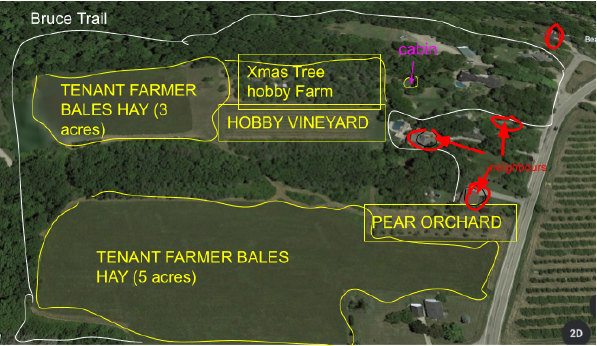 Bruce Trail
Bea
cabin
Xmas Tree
hobby Farm
TENANT FARMER
BALES HAY (3
acres)
HOBBY VINEYARD
neighbours
PEAR ORCHARD
TENANT FARMER BALES
HAY (5 acres)
2D